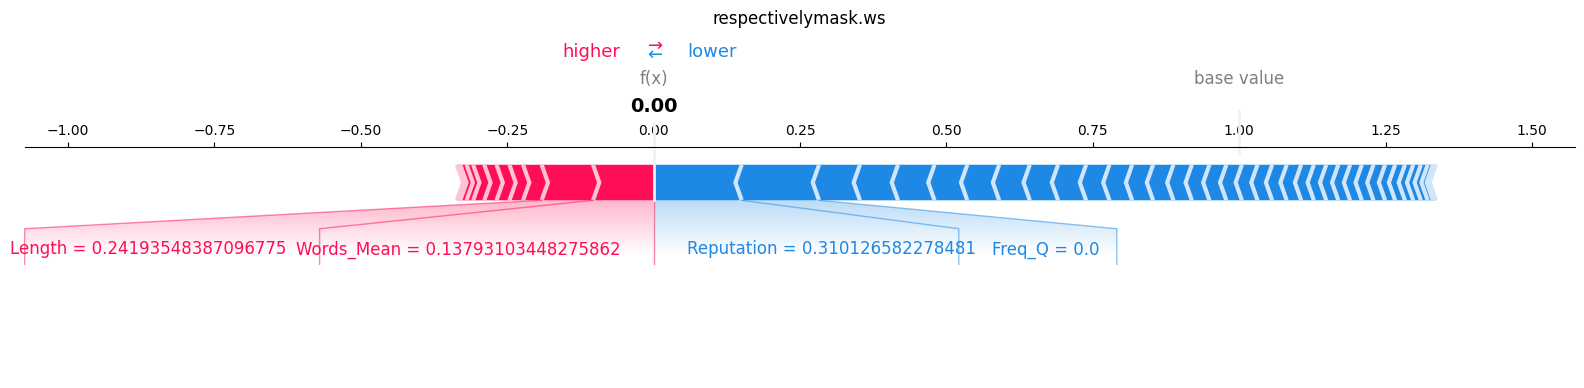 respectivelymask.ws
higher ⇄ lower
f(x) base value
0.00
−1.00 −0.75 −0.50 −0.25 0.00 0.25 0.50 0.75 1.00 1.25 1.50
Length = 0.24193548387096775 Words_Mean = 0.13793103448275862 Reputation = 0.310126582278481 Freq_Q = 0.0